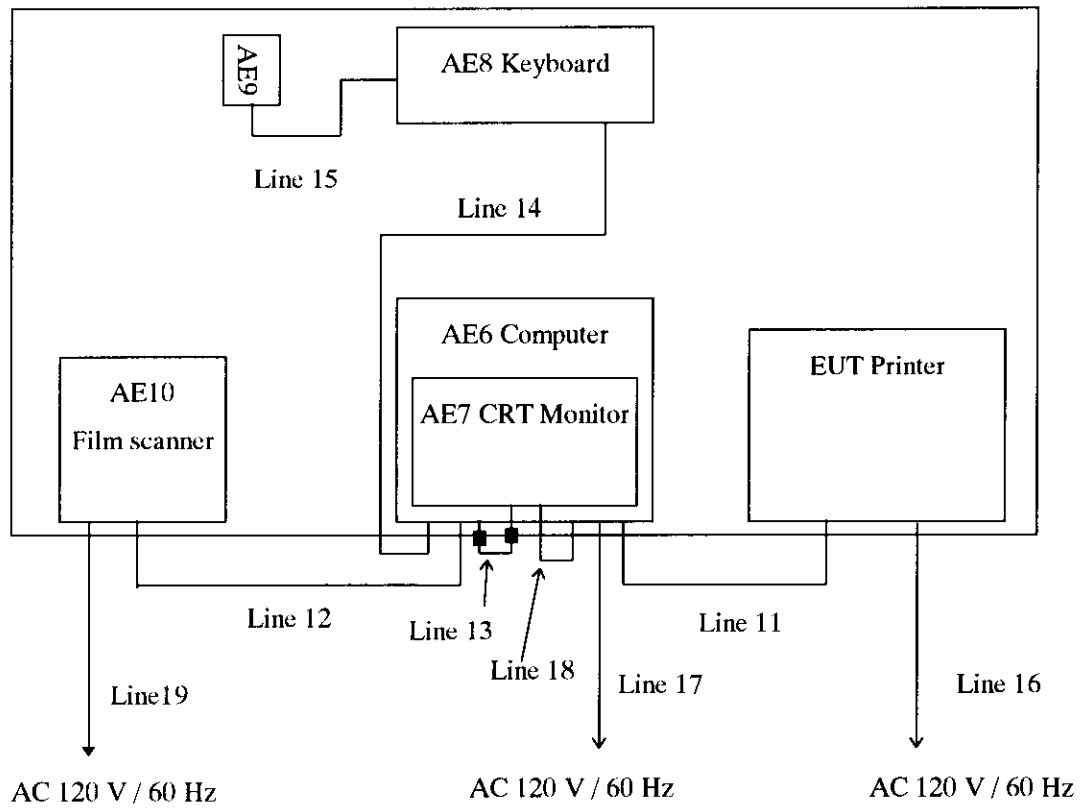 AE9
AE8 Keyboard
Line 15
Line 14
AE6 Computer
AE7 CRT Monitor
EUT Printer
AE10
Film scanner
Line 12
Line 13
Line 18
Line 11
Line19
Line 17
Line 16
AC 120 V / 60 Hz
AC 120 V / 60 Hz
AC 120 V / 60 Hz